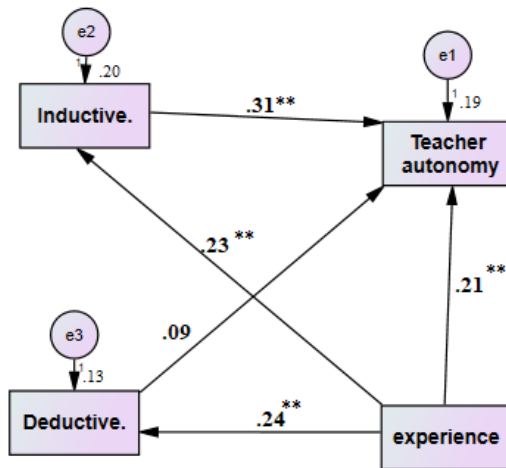 e2
1
.20
e1
1
.19
Inductive.
.31**
Teacher
autonomy
.23 **
.21 **
e3
1
.13
.09
Deductive.
.24**
experience